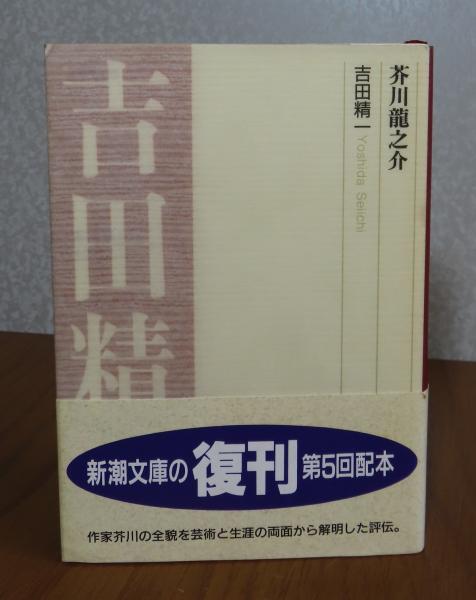 芥川龍之介
吉田精一 Yoshida Seiichi
吉田精
新潮文庫の復刊第5回配本
作家芥川の全貌を芸術と生涯の両面から解明した評伝。